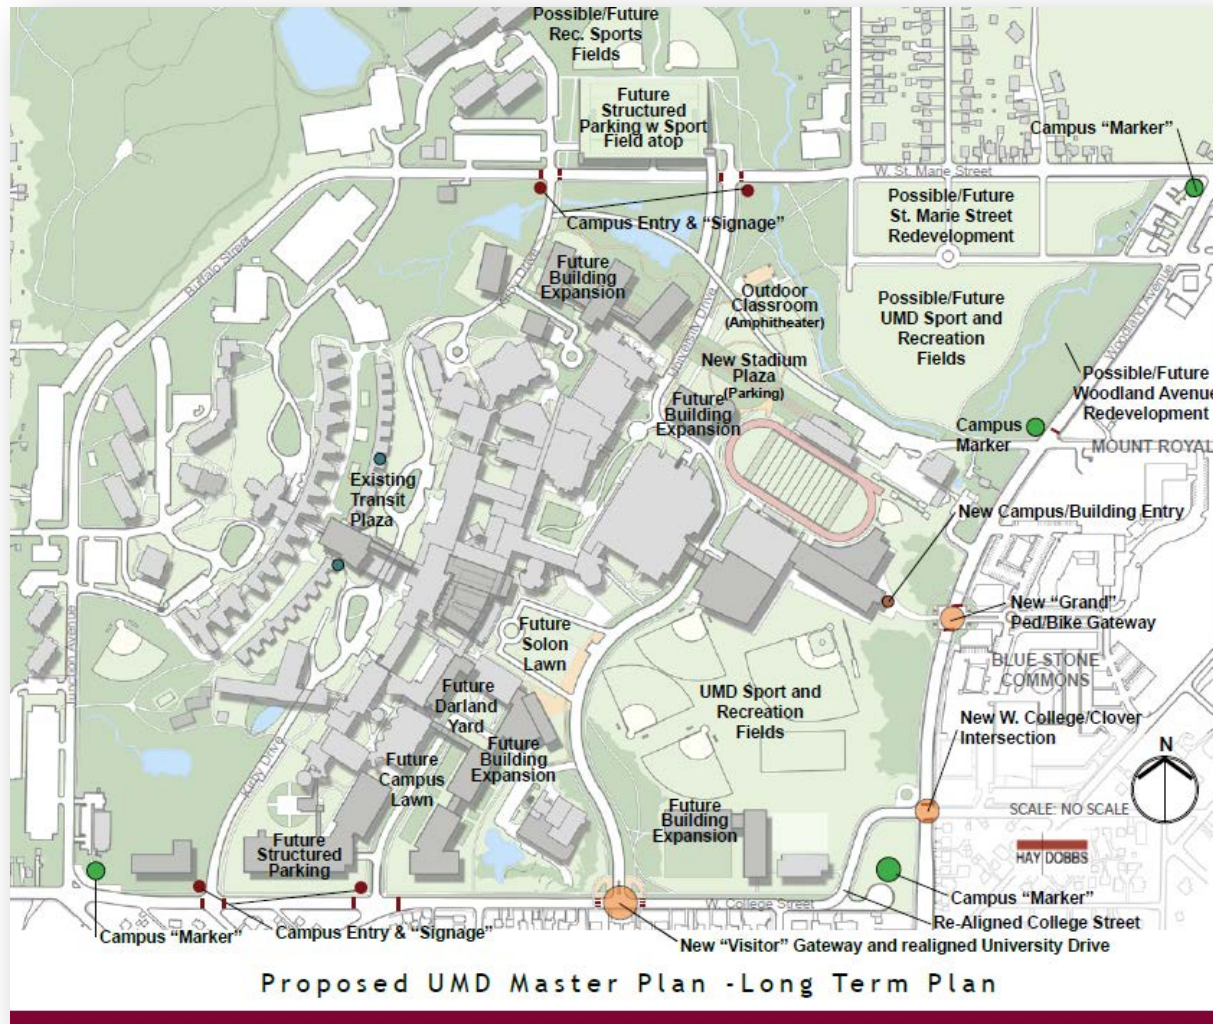 Possible/Future
Rec. Sports
Fields
Future
Structured
Parking w Sport
Field atop
Campus “Marker”
W. St. Marie Street
Possible/Future
St. Marie Street
Redevelopment
Campus Entry & “Signage”
Buffalo Street
Kirby Drive
Future
Building
Expansion
Outdoor
Classroom
(Amphitheater)
University Drive
Possible/Future
UMD Sport and
Recreation
Fields
Woodland Avenue
New Stadium
Plaza
(Parking)
Possible/Future
Woodland Avenue
Redevelopment
Future
Building
Expansion
Campus
Marker
MOUNT ROYAL
Existing
Transit
Plaza
New Campus/Building Entry
Junction Avenue
New “Grand”
Ped/Bike Gateway
Future
Solon
Lawn
BLUE STONE
COMMONS
Future
Darland
Yard
UMD Sport and
Recreation
Fields
New W. College/Clover
Intersection
N
Kirby Drive
Future
Building
Expansion
Future
Campus
Lawn
Future
Building
Expansion
SCALE: NO SCALE
HAY DOBBS
Future
Structured
Parking
W. College Street
Campus “Marker”
Re-Aligned College Street
Campus “Marker”
Campus Entry & “Signage”
New “Visitor” Gateway and realigned University Drive
Proposed UMD Master Plan -Long Term Plan